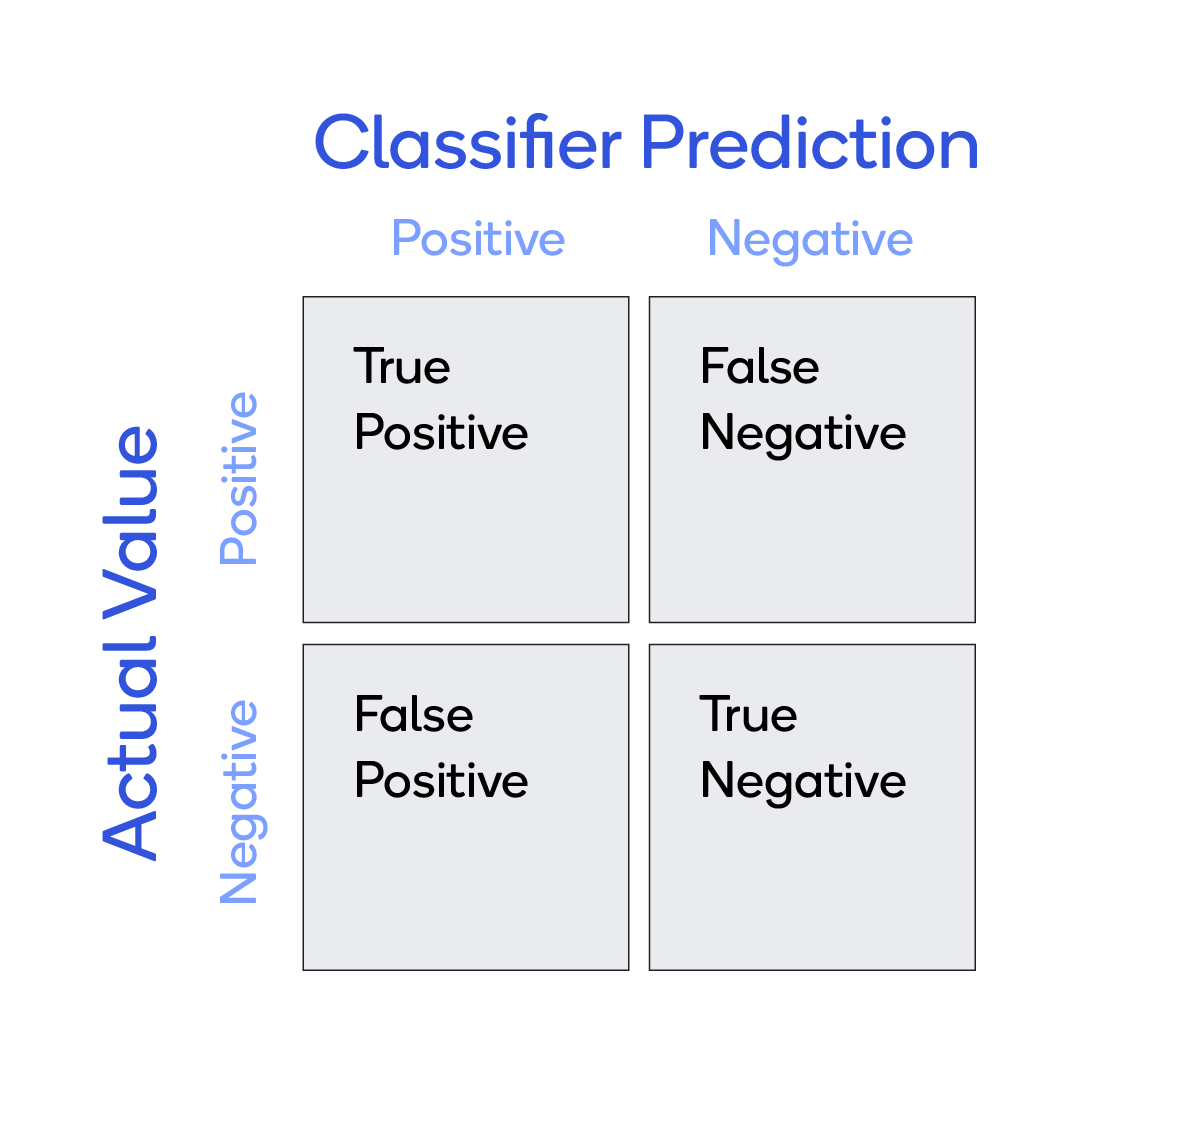 Classifier Prediction
Positive
Negative
Actual Value
Positive
True
Positive
False
Negative
Negative
False
Positive
True
Negative